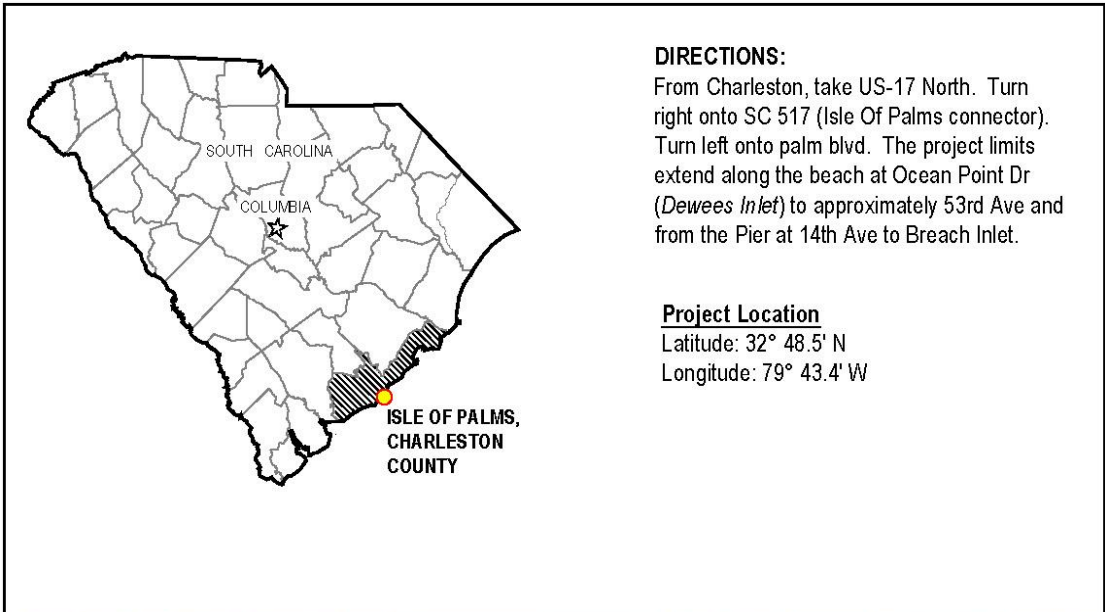 SOUTH CAROLINA
COLUMBIA
ISLE OF PALMS,
CHARLESTON
COUNTY
DIRECTIONS:
From Charleston, take US-17 North. Turn
right onto SC 517 (Isle Of Palms connector).
Turn left onto palm blvd. The project limits
extend along the beach at Ocean Point Dr
(Dewees Inlet) to approximately 53rd Ave and
from the Pier at 14th Ave to Breach Inlet.
Project Location
Latitude: 32° 48.5' N
Longitude: 79° 43.4' W